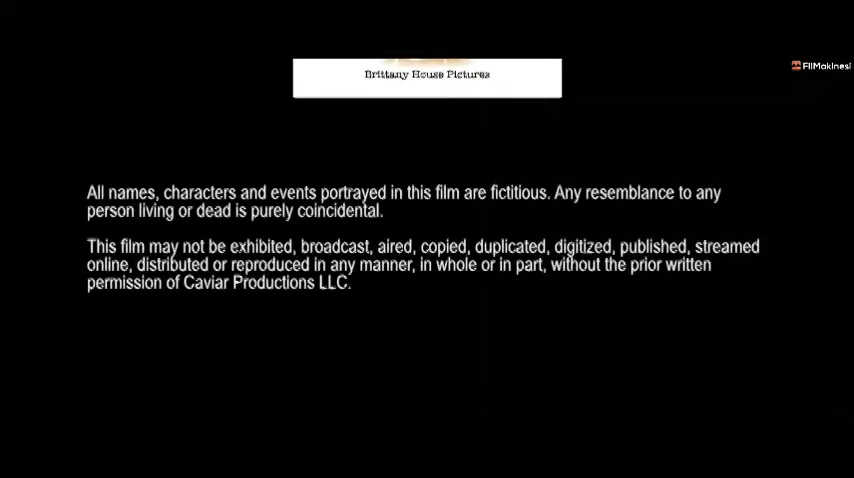 Brittany House Pictures
FilMakinesi
All names, characters and events portrayed in this film are fictitious. Any resemblance to any
person living or dead is purely coincidental.
This film may not be exhibited, broadcast, aired, copied, duplicated, digitized, published, streamed
online, distributed or reproduced in any manner, in whole or in part, without the prior written
permission of Caviar Productions LLC.